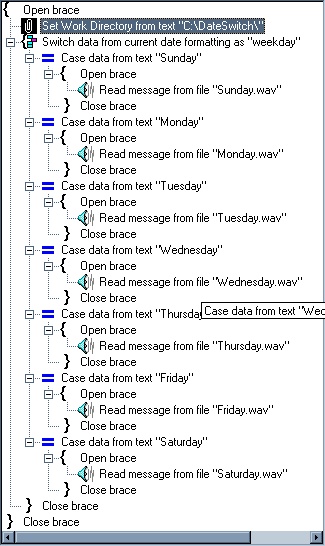 Open brace
Set Work Directory from text "C:\DateSwitch\"
Switch data from current date formatting as "weekday"
Case data from text "Sunday"
Open brace
Read message from file "Sunday.wav"
Close brace
Case data from text "Monday"
Open brace
Read message from file "Monday.wav"
Close brace
Case data from text "Tuesday"
Open brace
Read message from file "Tuesday.wav"
Close brace
Case data from text "Wednesday"
Open brace
Read message from file "Wednesday.wav"
Close brace
Case data from text "Thursday
Case data from text "Wed
Open brace
Read message from file "Thursday.wav"
Close brace
Case data from text "Friday"
Open brace
Read message from file "Friday.wav"
Close brace
Case data from text "Saturday"
Open brace
Read message from file "Saturday.wav"
Close brace
Close brace
Close brace